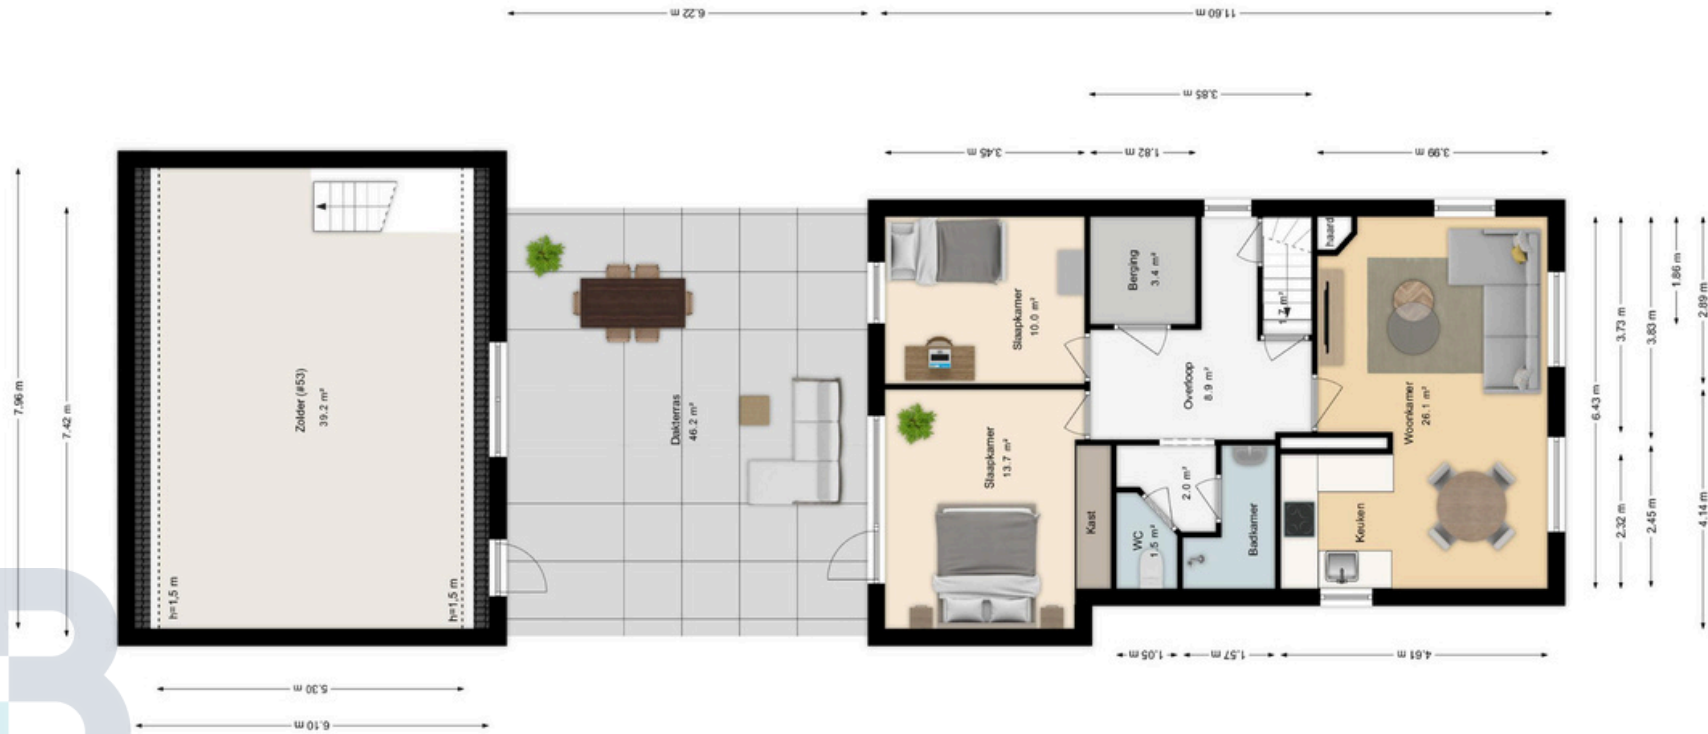 6.22 m
11.60 m
3.85 m
3.45 m
1.82 m
3.99 m
7.96 m
7.42 m
Zolder (#53)
39.2 m²
h=1,5 m
h=1,5 m
Dakterras
46.2 m²
Slaapkamer
10.0 m²
Slaapkamer
13.7 m²
Berging
3.4 m²
Overloop
8.9 m²
1.7 m²
haard
Woonkamer
26.1 m²
Kast
WC
1.5 m²
2.0 m²
Badkamer
Keuken
6.43 m
3.73 m
2.32 m
3.83 m
2.45 m
1.86 m
2.89 m
4.14 m
1.05 m
1.57 m
4.61 m
5.30 m
6.10 m